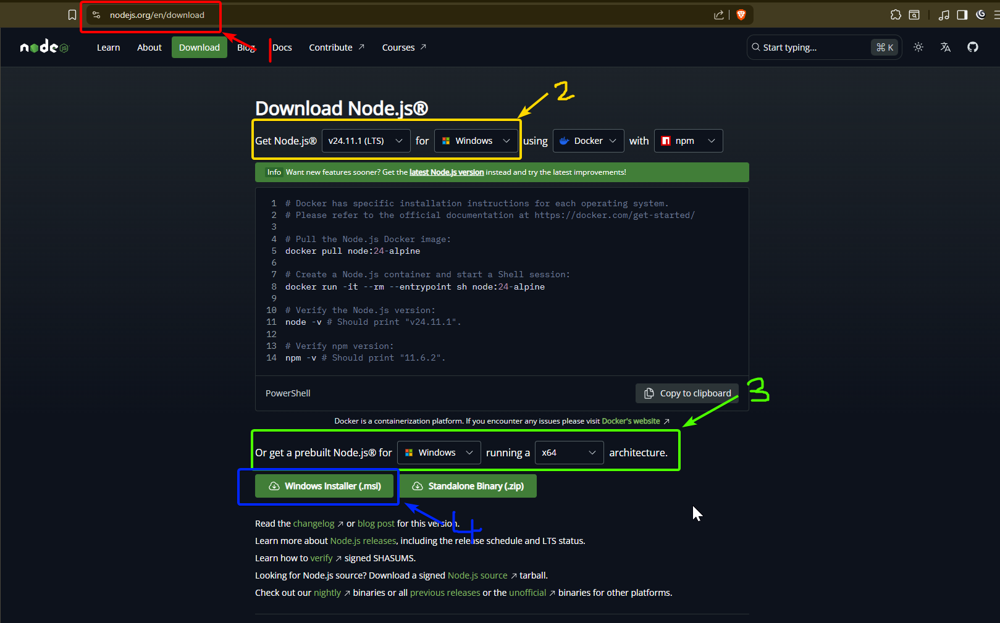 nodejs.org/en/download
node JS
Learn About Download Blog Docs Contribute ↗ Courses ↗ Start typing... ⌘ K
1
2
Download Node.js®
Get Node.js® v24.11.1 (LTS) for Windows using Docker with npm
Info Want new features sooner? Get the latest Node.js version instead and try the latest improvements!
1 # Docker has specific installation instructions for each operating system.
2 # Please refer to the official documentation at https://docker.com/get-started/
3
4 # Pull the Node.js Docker image:
5 docker pull node:24-alpine
6
7 # Create a Node.js container and start a Shell session:
8 docker run -it --rm --entrypoint sh node:24-alpine
9
10 # Verify the Node.js version:
11 node -v # Should print "v24.11.1".
12
13 # Verify npm version:
14 npm -v # Should print "11.6.2".
PowerShell Copy to clipboard
3
Docker is a containerization platform. If you encounter any issues please visit Docker's website ↗
Or get a prebuilt Node.js® for Windows running a x64 architecture.
Windows Installer (.msi) Standalone Binary (.zip)
4
Read the changelog ↗ or blog post for this version.
Learn more about Node.js releases, including the release schedule and LTS status.
Learn how to verify ↗ signed SHASUMS.
Looking for Node.js source? Download a signed Node.js source ↗ tarball.
Check out our nightly ↗ binaries or all previous releases or the unofficial ↗ binaries for other platforms.